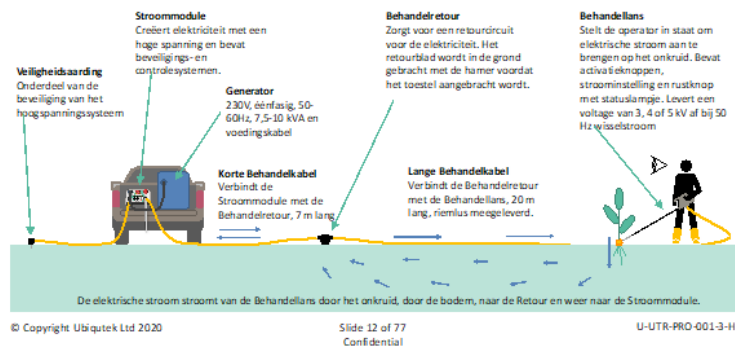 Stroommodule
Creëert elektriciteit met een
hoge spanning en bevat
beveiligings- en
controlesystemen.
Behandelretour
Zorgt voor een retourcircuit
voor de elektriciteit. Het
retourblad wordt in de grond
gebracht met de hamer voordat
het toestel aangebracht wordt.
Behandellans
Stelt de operator in staat om
elektrische stroom aan te
brengen op het onkruid. Bevat
activatieknoppen,
stroominstelling en rustknop
met statuslampje. Levert een
voltage van 3, 4 of 5 kV af bij 50
Hz wisselstroom
Veiligheidsaarding
Onderdeel van de
beveiliging van het
hoogspanningssysteem
Generator
230V, éénfasig, 50-
60Hz, 7,5-10 kVA en
voedingskabel
Korte Behandelkabel
Verbindt de
Stroommodule met de
Behandelretour, 7 m lang
Lange Behandelkabel
Verbindt de Behandelretour
met de Behandellans, 20 m
lang, riemlus meegeleverd.
De elektrische stroom stroomt van de Behandellans door het onkruid, door de bodem, naar de Retour en weer naar de Stroommodule.
© Copyright Ubiqutek Ltd 2020
Slide 12 of 77
Confidential
U-UTR-PRO-001-3-H